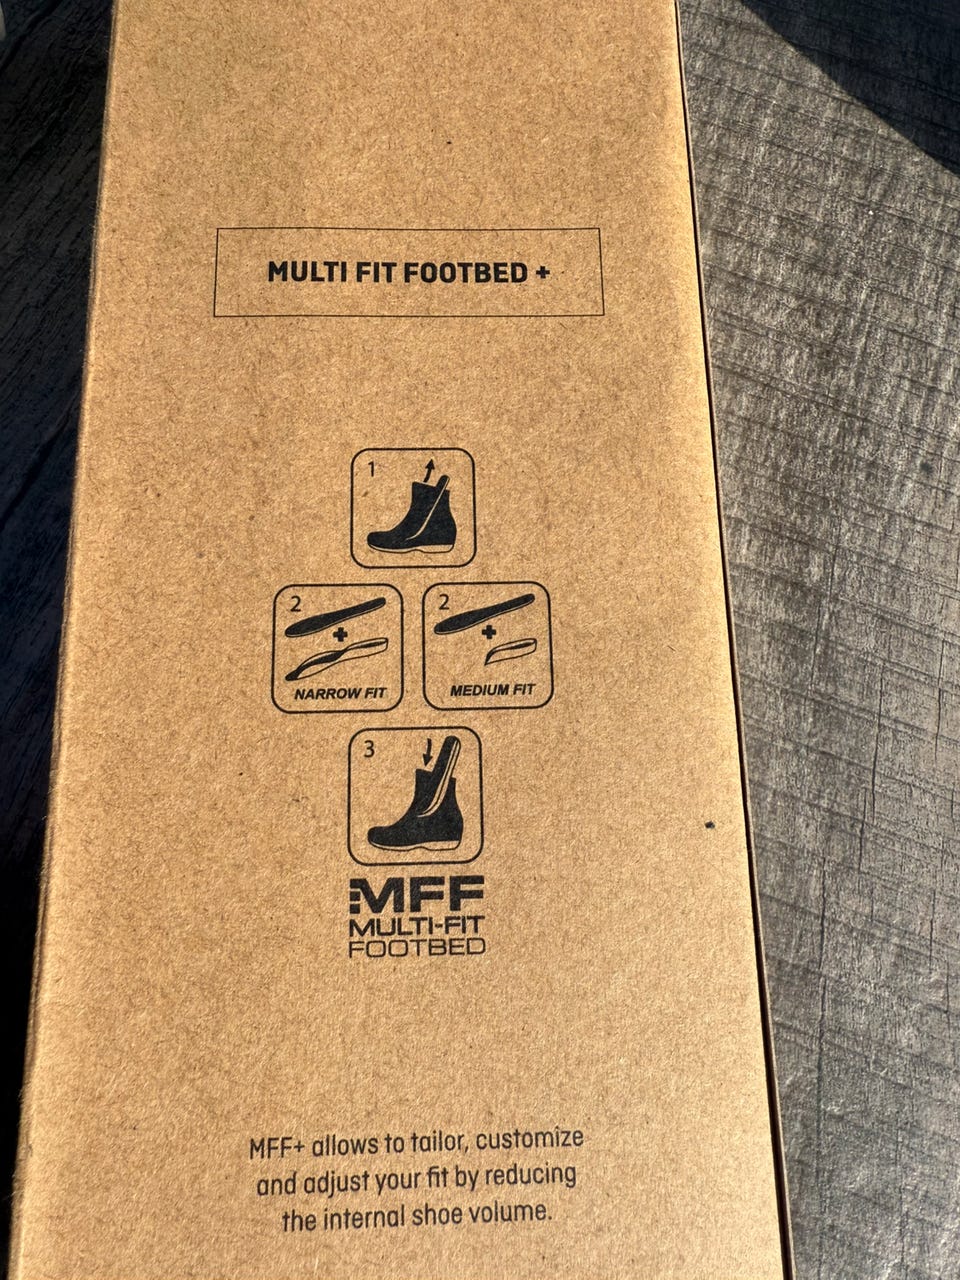 MULTI FIT FOOTBED +
1
2
+
NARROW FIT
2
+
MEDIUM FIT
3
MFF
MULTI-FIT
FOOTBED
MFF+ allows to tailor, customize
and adjust your fit by reducing
the internal shoe volume.